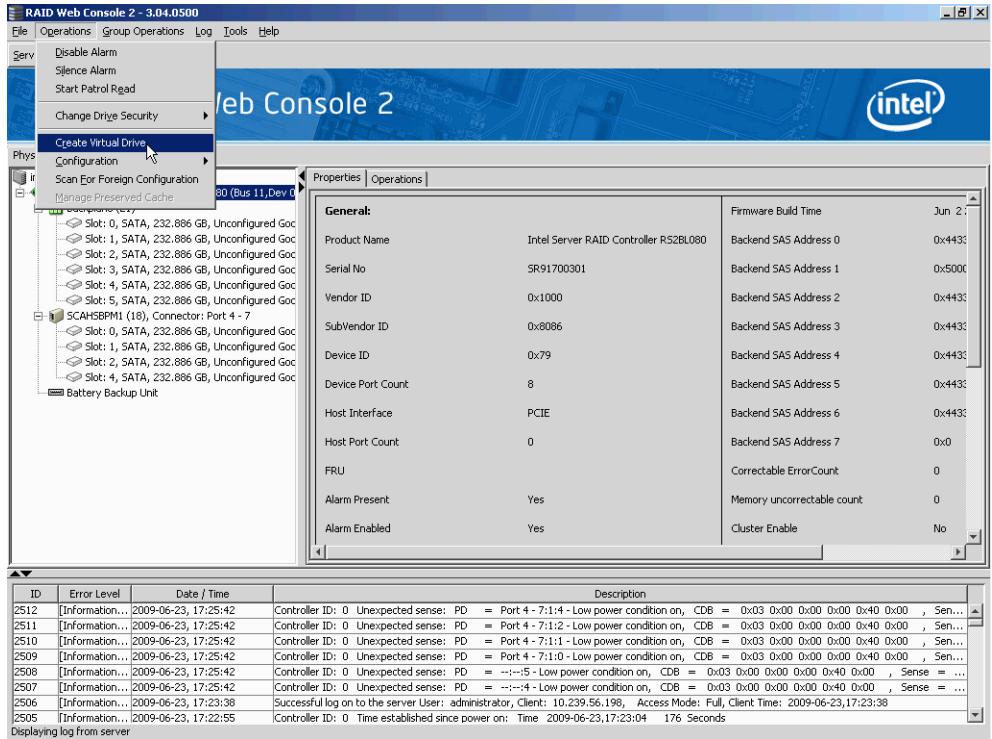 RAID Web Console 2 - 3.04.0500
File Operations Group Operations Log Tools Help
Serv
Disable Alarm
Silence Alarm
Start Patrol Read
Change Drive Security
Create Virtual Drive
Configuration
Scan For Foreign Configuration
Manage Preserved Cache
eb Console 2
intel
Phys
80 (Bus 11,Dev 0
Slot: 0, SATA, 232.886 GB, Unconfigured Goo
Slot: 1, SATA, 232.886 GB, Unconfigured Goo
Slot: 2, SATA, 232.886 GB, Unconfigured Goo
Slot: 3, SATA, 232.886 GB, Unconfigured Goo
Slot: 4, SATA, 232.886 GB, Unconfigured Goo
Slot: 5, SATA, 232.886 GB, Unconfigured Goo
SCAHSBPM1 (18), Connector: Port 4 - 7
Slot: 0, SATA, 232.886 GB, Unconfigured Goo
Slot: 1, SATA, 232.886 GB, Unconfigured Goo
Slot: 2, SATA, 232.886 GB, Unconfigured Goo
Slot: 4, SATA, 232.886 GB, Unconfigured Goo
Battery Backup Unit
Properties Operations
General: Firmware Build Time Jun 2
Product Name Intel Server RAID Controller RS2BL080 Backend SAS Address 0 0x4433
Serial No SR91700301 Backend SAS Address 1 0x5000
Vendor ID 0x1000 Backend SAS Address 2 0x4433
SubVendor ID 0x8086 Backend SAS Address 3 0x4433
Device ID 0x79 Backend SAS Address 4 0x4433
Device Port Count 8 Backend SAS Address 5 0x4433
Host Interface PCIE Backend SAS Address 6 0x4433
Host Port Count 0 Backend SAS Address 7 0x0
FRU Correctable ErrorCount 0
Alarm Present Yes Memory uncorrectable count 0
Alarm Enabled Yes Cluster Enable No
ID Error Level Date / Time Description
2512 [Information... 2009-06-23, 17:25:42 Controller ID: 0 Unexpected sense: PD = Port 4 - 7:1:4 - Low power condition on, CDB = 0x03 0x00 0x00 0x00 0x40 0x00 , Sen...
2511 [Information... 2009-06-23, 17:25:42 Controller ID: 0 Unexpected sense: PD = Port 4 - 7:1:2 - Low power condition on, CDB = 0x03 0x00 0x00 0x00 0x40 0x00 , Sen...
2510 [Information... 2009-06-23, 17:25:42 Controller ID: 0 Unexpected sense: PD = Port 4 - 7:1:1 - Low power condition on, CDB = 0x03 0x00 0x00 0x00 0x40 0x00 , Sen...
2509 [Information... 2009-06-23, 17:25:42 Controller ID: 0 Unexpected sense: PD = Port 4 - 7:1:0 - Low power condition on, CDB = 0x03 0x00 0x00 0x00 0x40 0x00 , Sen...
2508 [Information... 2009-06-23, 17:25:42 Controller ID: 0 Unexpected sense: PD = --:--:5 - Low power condition on, CDB = 0x03 0x00 0x00 0x00 0x40 0x00 , Sense = ...
2507 [Information... 2009-06-23, 17:25:42 Controller ID: 0 Unexpected sense: PD = --:--:4 - Low power condition on, CDB = 0x03 0x00 0x00 0x00 0x40 0x00 , Sense = ...
2506 [Information... 2009-06-23, 17:23:38 Successful log on to the server User: administrator, Client: 10.239.56.198, Access Mode: Full, Client Time: 2009-06-23,17:23:38
2505 [Information... 2009-06-23, 17:22:55 Controller ID: 0 Time established since power on: Time 2009-06-23,17:23:04 176 Seconds
Displaying log from server